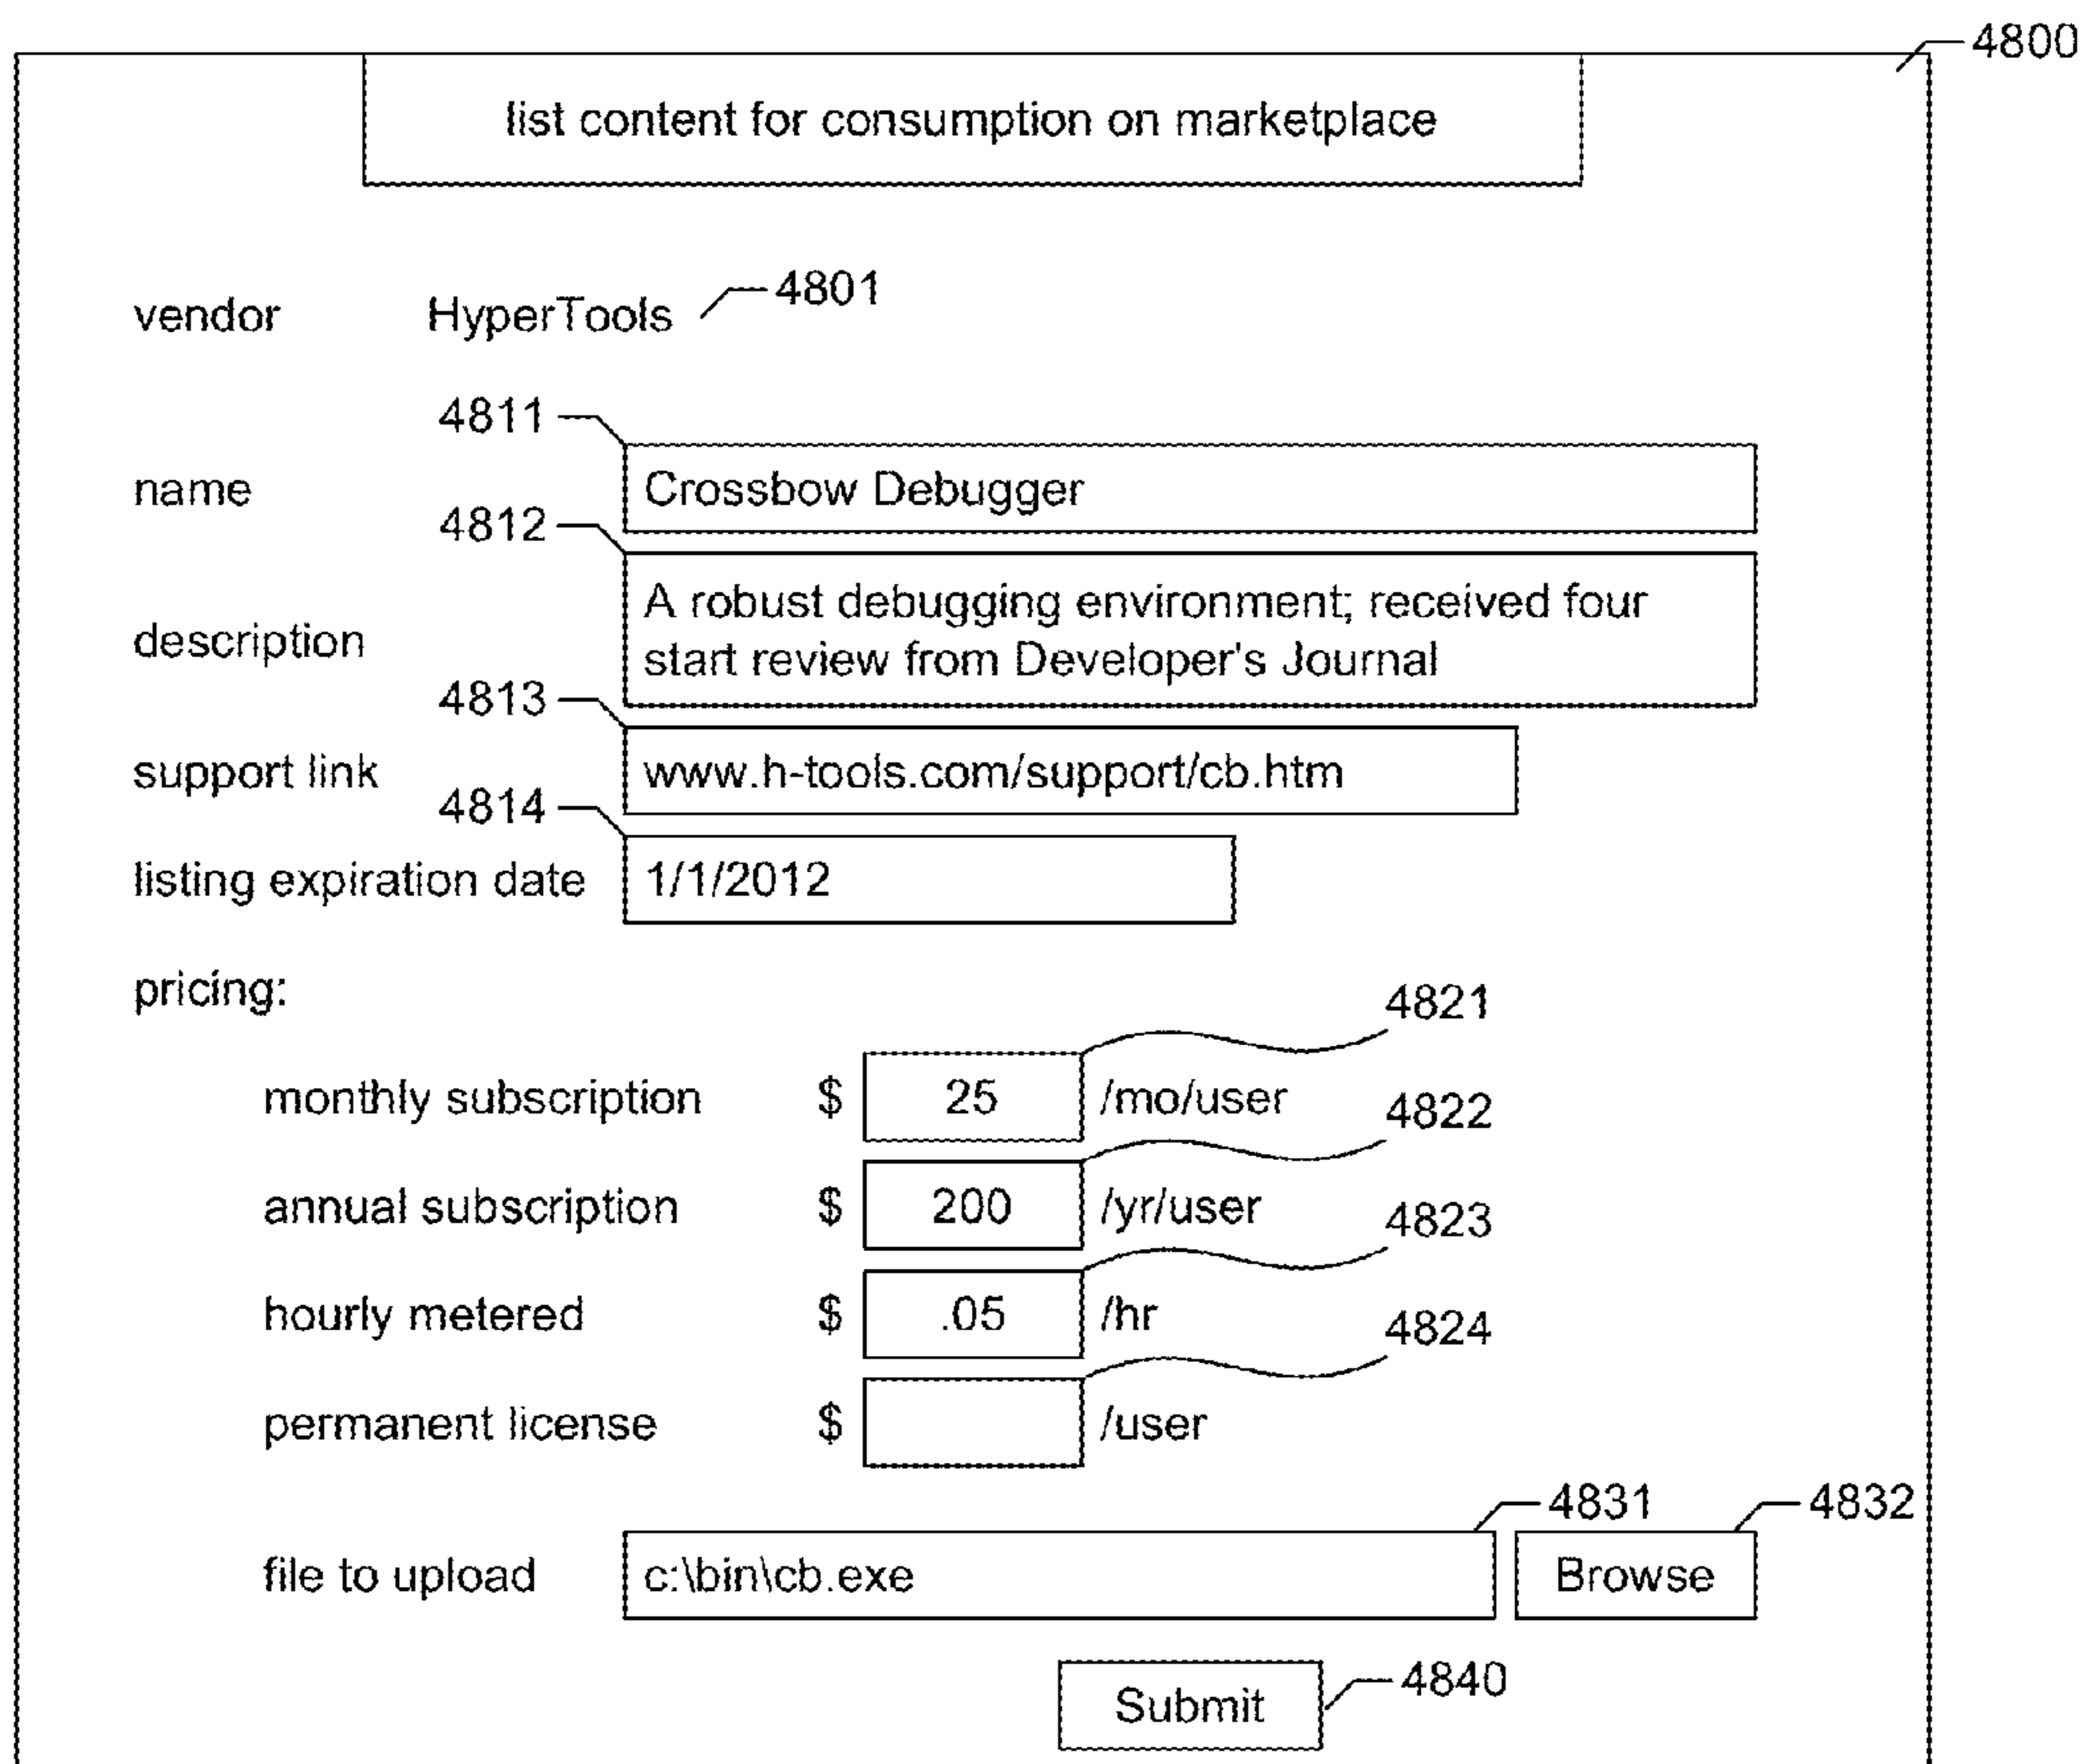 4800
list content for consumption on marketplace
vendor HyperTools 4801
4811
name Crossbow Debugger
4812
description A robust debugging environment; received four
start review from Developer's Journal
4813
support link www.h-tools.com/support/cb.htm
4814
listing expiration date 1/1/2012
pricing:
4821
monthly subscription $ 25 /mo/user
4822
annual subscription $ 200 /yr/user
4823
hourly metered $ .05 /hr
4824
permanent license $ /user
4831 4832
file to upload c:\bin\cb.exe Browse
Submit 4840